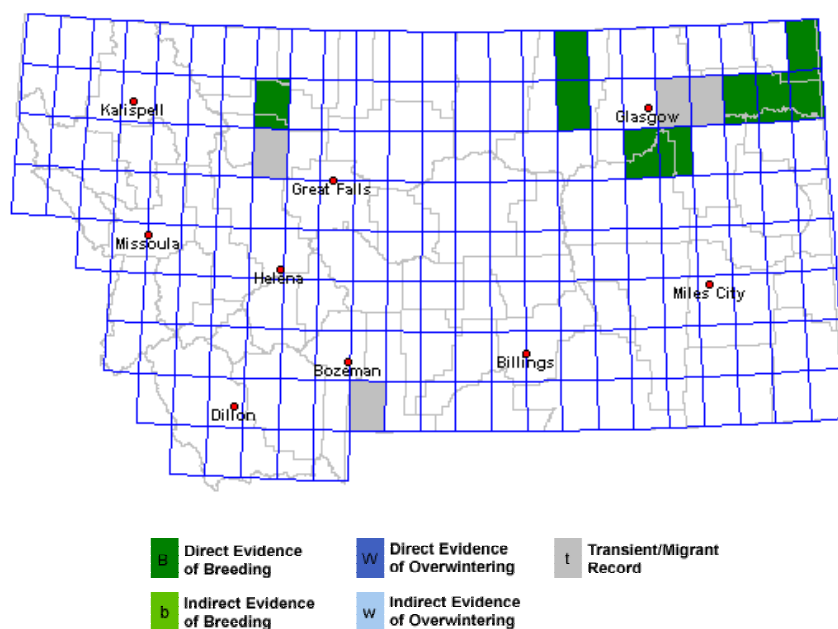 Kalispell
Glasgow
Great Falls
Missoula
Helena
Miles City
Bozeman
Billings
Dillon
B Direct Evidence of Breeding
W Direct Evidence of Overwintering
t Transient/Migrant Record
b Indirect Evidence of Breeding
w Indirect Evidence of Overwintering